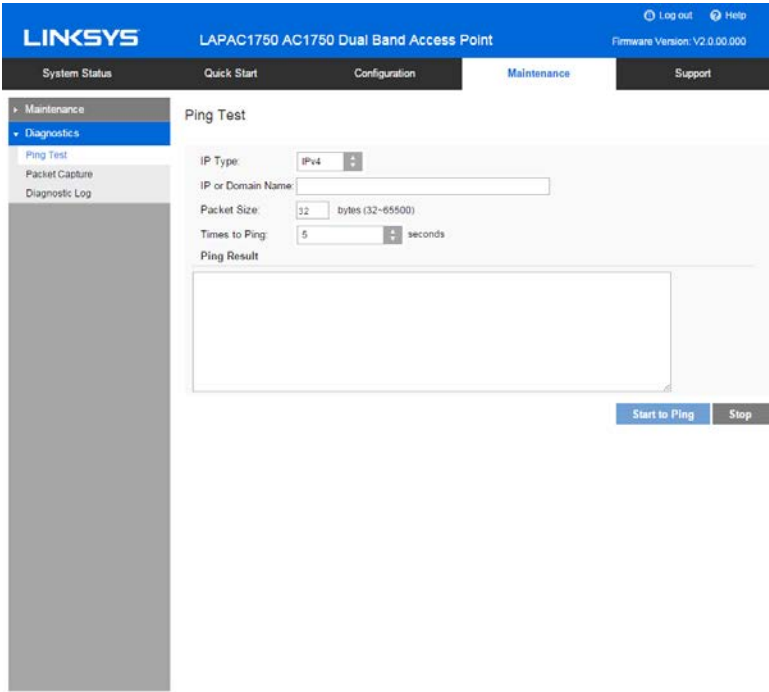 Log out Help
LINKSYS LAPAC1750 AC1750 Dual Band Access Point Firmware Version: V2.0.00.000
System Status Quick Start Configuration Maintenance Support
Maintenance
Diagnostics
Ping Test
Packet Capture
Diagnostic Log
Ping Test
IP Type: IPv4
IP or Domain Name:
Packet Size: 32 bytes (32~65500)
Times to Ping: 5 seconds
Ping Result
Start to Ping Stop